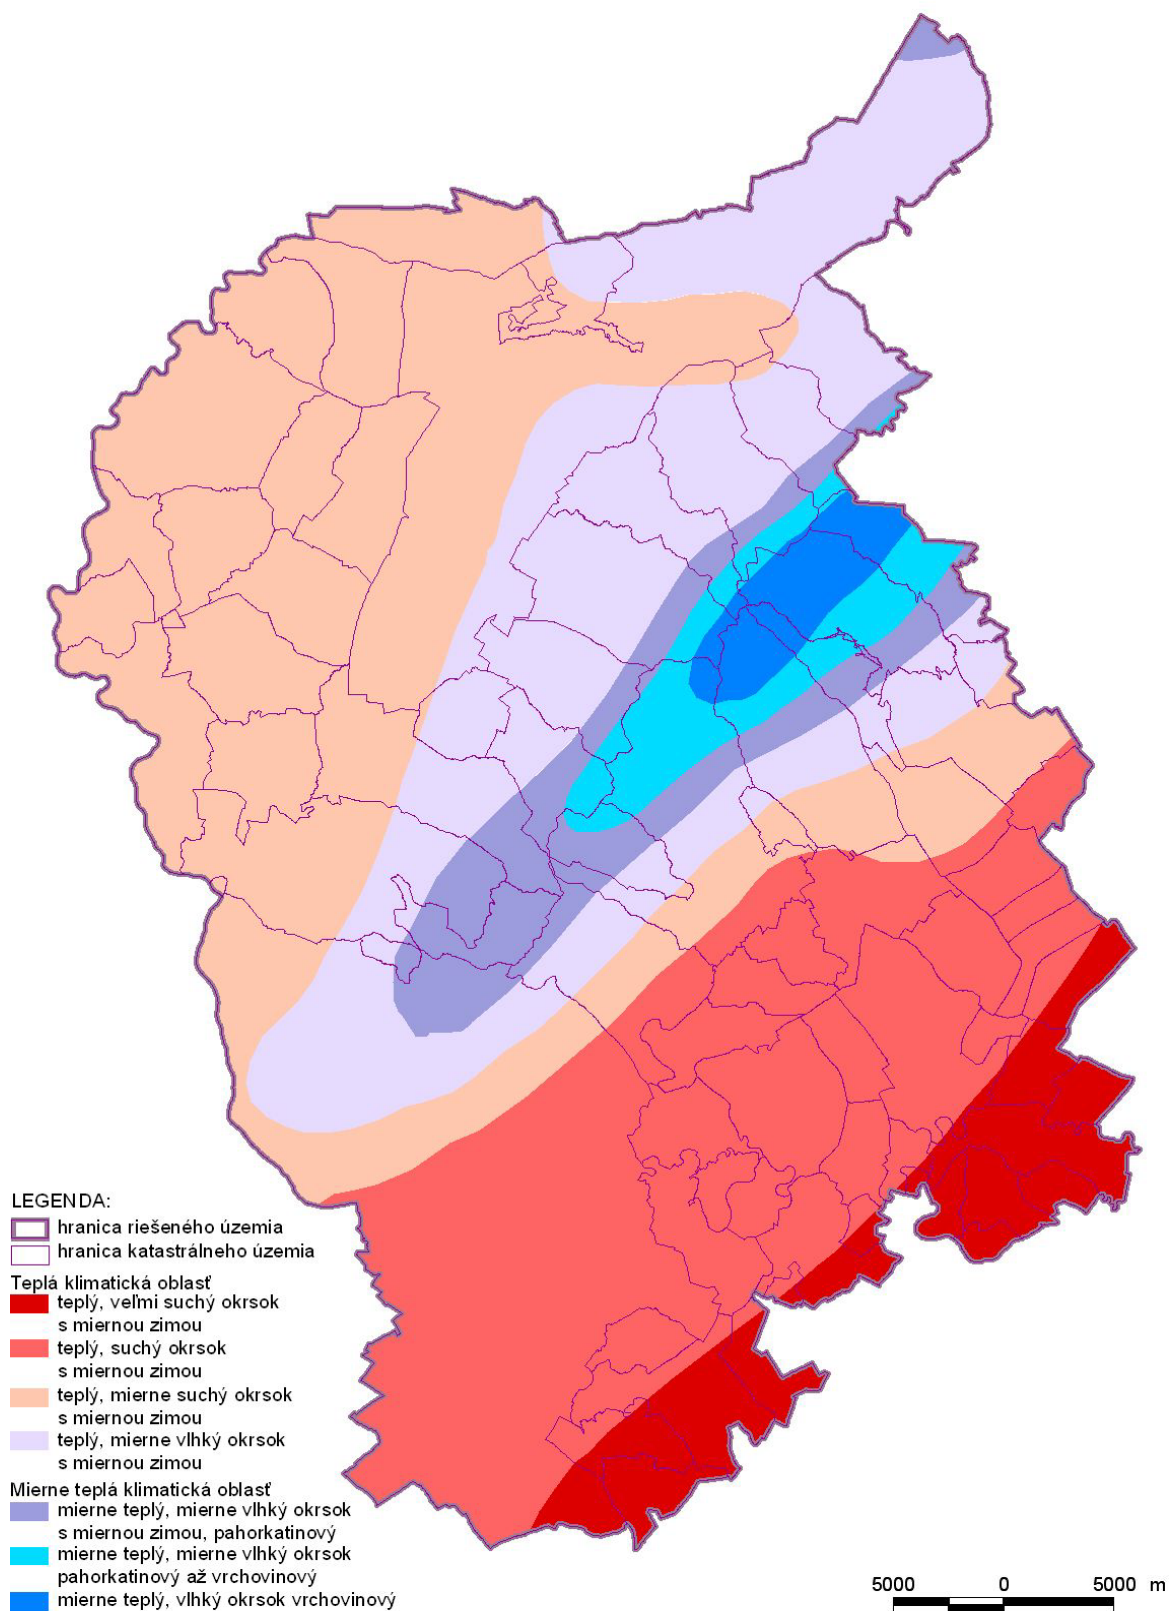 LEGENDA:
hranica riešeného územia
hranica katastrálneho územia
Teplá klimatická oblasť
teplý, veľmi suchý okrsok
s miernou zimou
teplý, suchý okrsok
s miernou zimou
teplý, mierne suchý okrsok
s miernou zimou
teplý, mierne vlhký okrsok
s miernou zimou
Mierne teplá klimatická oblasť
mierne teplý, mierne vlhký okrsok
s miernou zimou, pahorkatinový
mierne teplý, mierne vlhký okrsok
pahorkatinový až vrchovinový
mierne teplý, vlhký okrsok vrchovinový
5000 0 5000 m